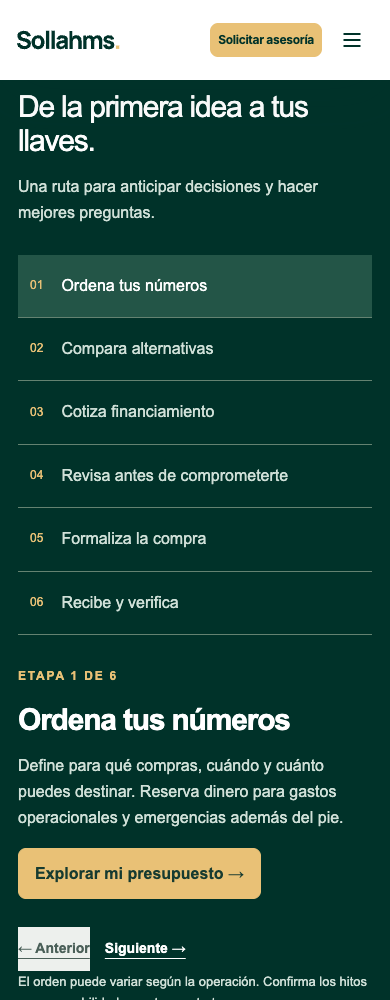 Sollahms.
Solicitar asesoría
De la primera idea a tus
llaves.
Una ruta para anticipar decisiones y hacer
mejores preguntas.
01 Ordena tus números
02 Compara alternativas
03 Cotiza financiamiento
04 Revisa antes de comprometerte
05 Formaliza la compra
06 Recibe y verifica
ETAPA 1 DE 6
Ordena tus números
Define para qué compras, cuándo y cuánto
puedes destinar. Reserva dinero para gastos
operacionales y emergencias además del pie.
Explorar mi presupuesto →
← Anterior Siguiente →
El orden puede variar según la operación. Confirma los hitos